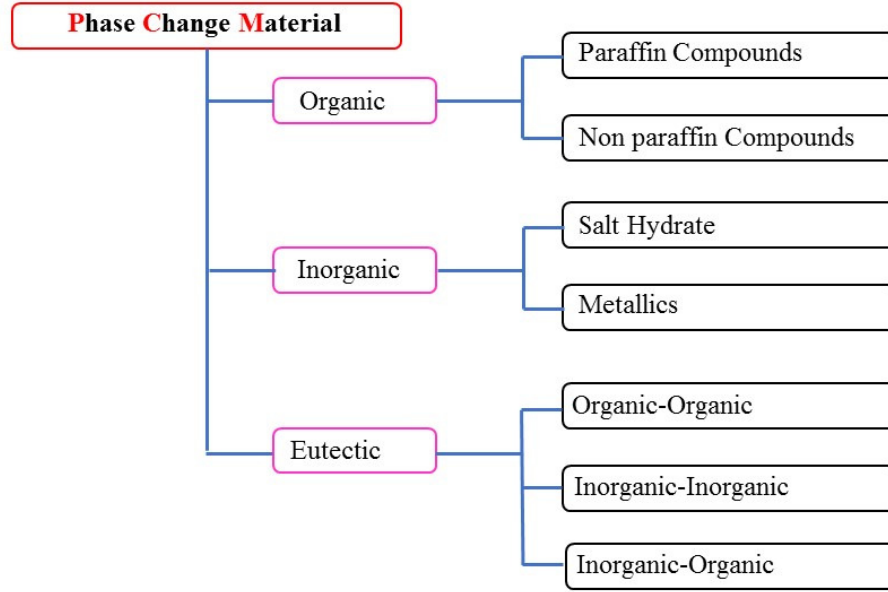 Phase Change Material
Organic
Paraffin Compounds
Non paraffin Compounds
Inorganic
Salt Hydrate
Metallics
Eutectic
Organic-Organic
Inorganic-Inorganic
Inorganic-Organic